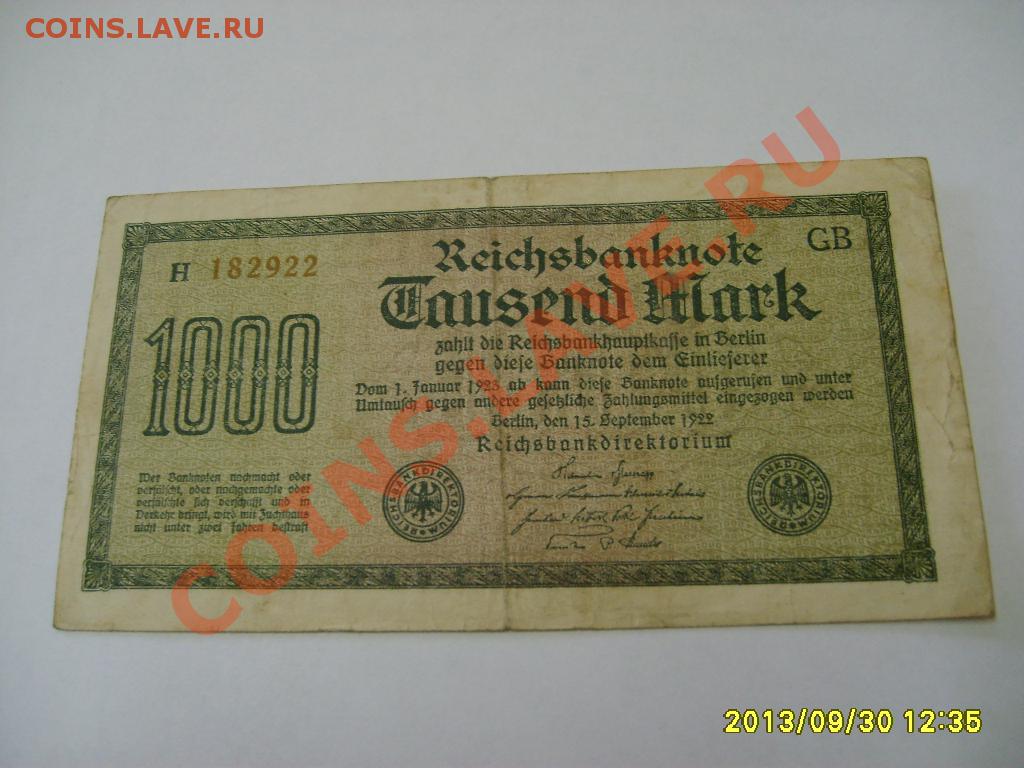 COINS.LAVE.RU
GB
H 182922
Reichsbanknote
Tausend Mark
1000
zahlt die Reichsbankhauptkasse in Berlin
gegen diese Banknote dem Einlieferer
Vom 1. Januar 1923 ab kann diese Banknote aufgerufen und unter
Umtausch gegen andere gesetzliche Zahlungsmittel eingezogen werden
Berlin, den 15. September 1922
Reichsbankdirektorium
Wer Banknoten nachmacht oder
verfälscht, oder nachgemachte oder
verfälschte sich verschafft und in
Verkehr bringt, wird mit Zuchthaus
nicht unter zwei Jahren bestraft
REICHSBANKDIREKTORIUM
REICHSBANKDIREKTORIUM
COINS.LAVE.RU
2013/09/30 12:35